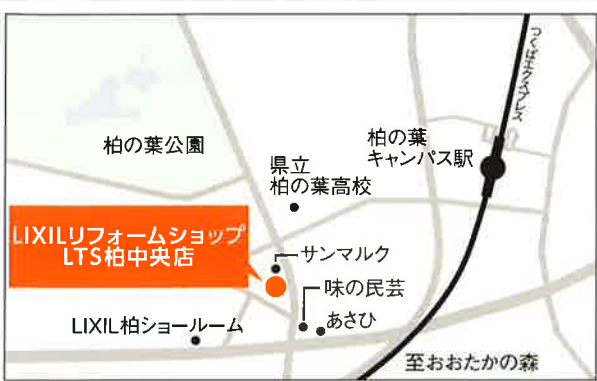 つくばエクスプレス
柏の葉公園
柏の葉
キャンパス駅
県立
柏の葉高校
LIXILリフォームショップ
LTS柏中央店
サンマルク
味の民芸
あさひ
LIXIL柏ショールーム
至おおたかの森